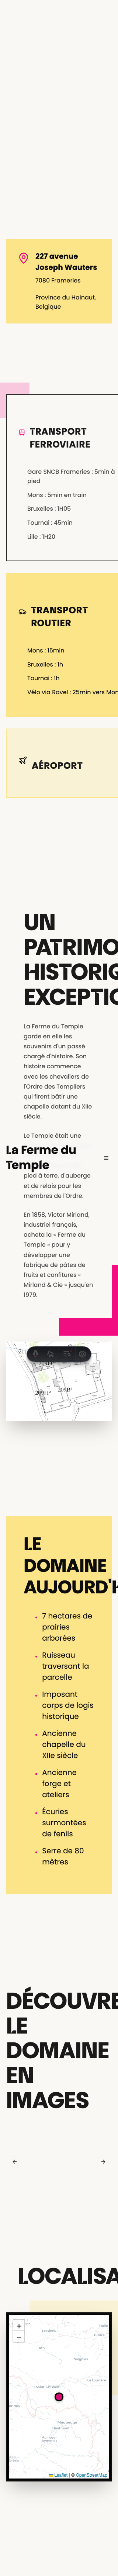 227 avenue
Joseph Wauters
7080 Frameries
Province du Hainaut,
Belgique
TRANSPORT
FERROVIAIRE
Gare SNCB Frameries : 5min à
pied
Mons : 5min en train
Bruxelles : 1H05
Tournai : 45min
Lille : 1H20
TRANSPORT
ROUTIER
Mons : 15min
Bruxelles : 1h
Tournai : 1h
Vélo via Ravel : 25min vers Mon
AÉROPORT
UN
PATRIMO
HISTORIQ
EXCEPTIO
La Ferme du Temple
garde en elle les
souvenirs d'un passé
chargé d'histoire. Son
histoire commence
avec les chevaliers de
l'Ordre des Templiers
qui firent bâtir une
chapelle datant du XIIe
siècle.
Le Temple était une
La Ferme du
Temple
pied à terre, d'auberge
et de relais pour les
membres de l'Ordre.
En 1858, Victor Mirland,
industriel français,
acheta la « Ferme du
Temple » pour y
développer une
fabrique de pâtes de
fruits et confitures «
Mirland & Cie » jusqu'en
1979.
LE
DOMAINE
AUJOURD'H
7 hectares de
prairies
arborées
Ruisseau
traversant la
parcelle
Imposant
corps de logis
historique
Ancienne
chapelle du
XIIe siècle
Ancienne
forge et
ateliers
Écuries
surmontées
de fenils
Serre de 80
mètres
DÉCOUVRE
LE
DOMAINE
EN
IMAGES
LOCALISA
+
−
Leaflet | © OpenStreetMap